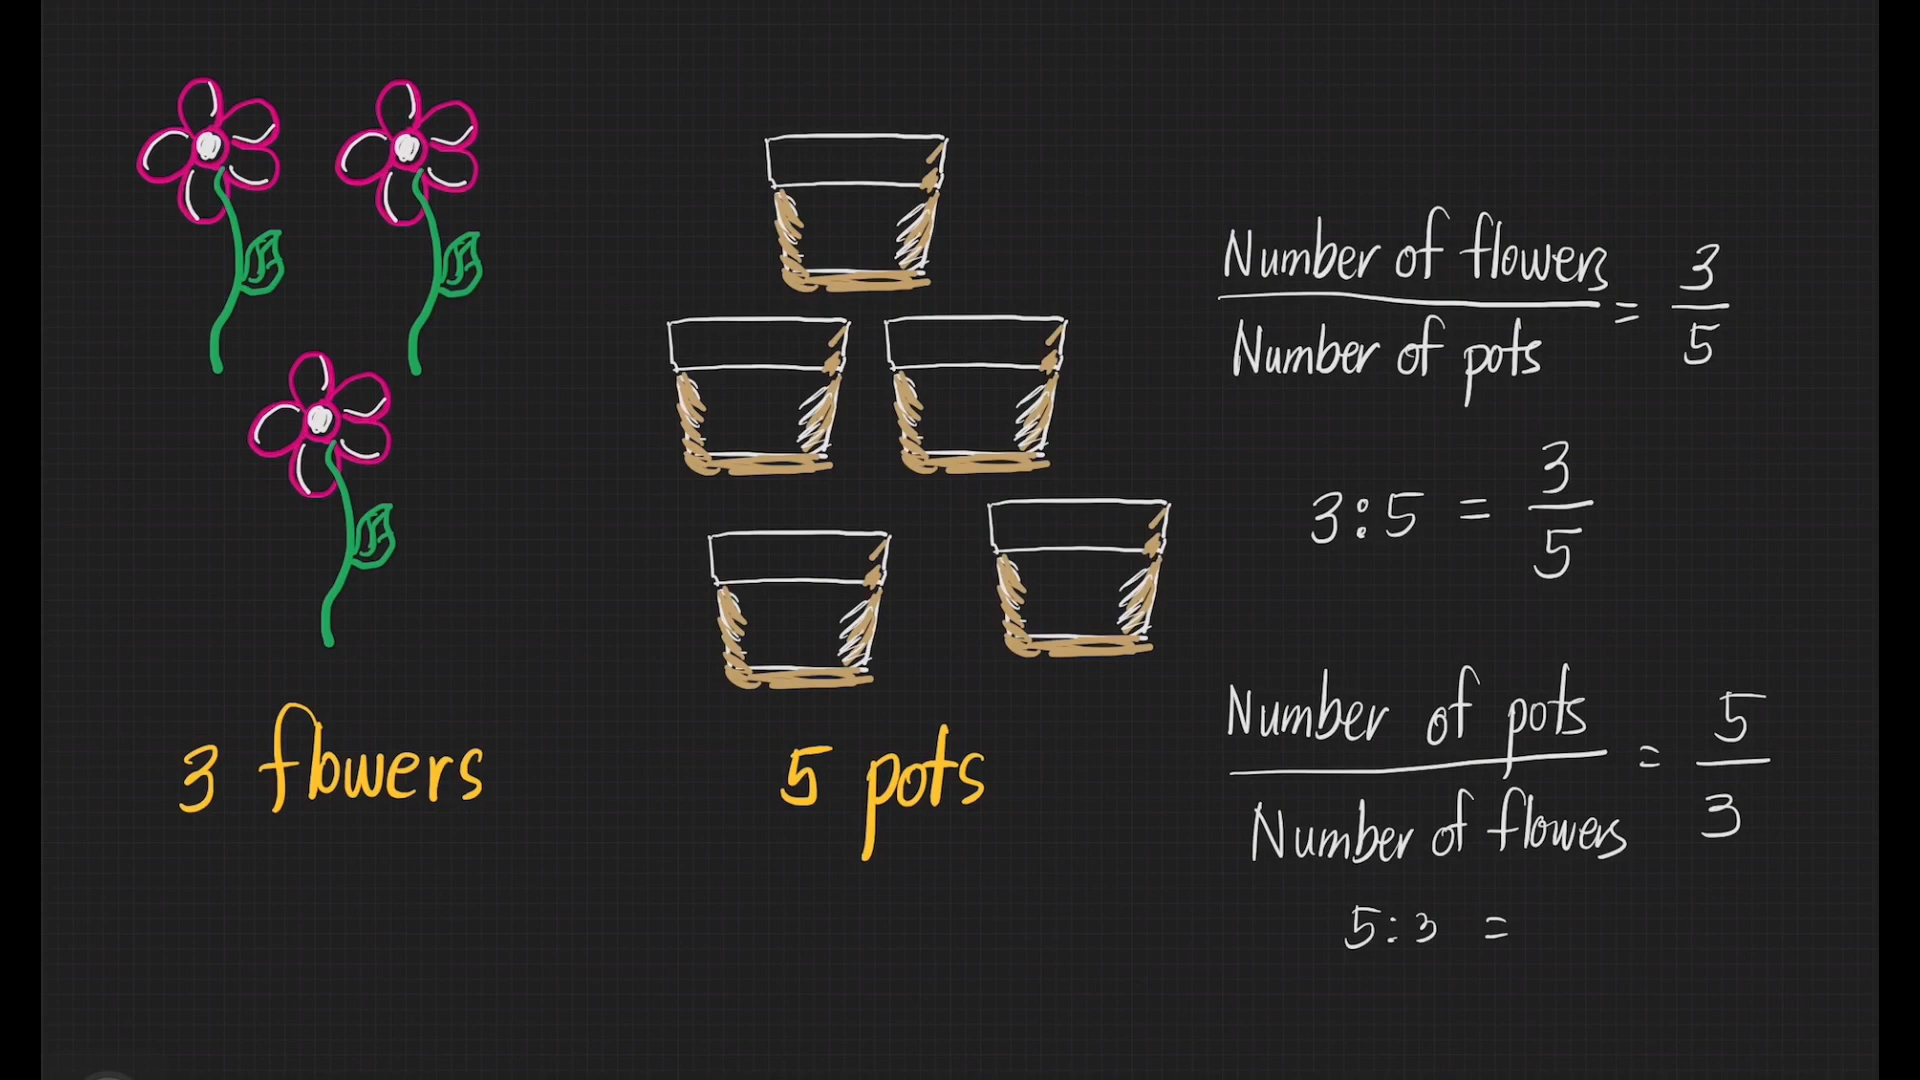 3 flowers
5 pots
Number of flowers
Number of pots
= 3/5
3:5 = 3/5
Number of pots
Number of flowers
= 5/3
5:3 =